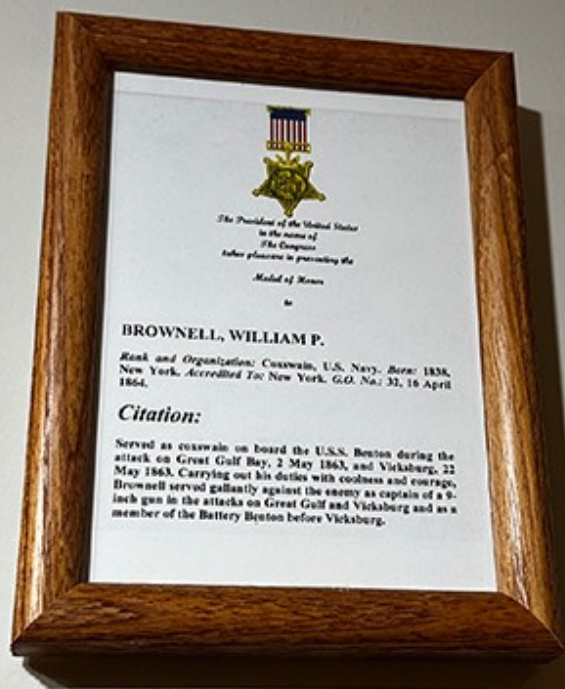 The President of the United States
in the name of
The Congress
takes pleasure in presenting the
Medal of Honor
to
BROWNELL, WILLIAM P.
Rank and Organization: Coxswain, U.S. Navy. Born: 1838,
New York. Accredited To: New York. G.O. No.: 32, 16 April
1864.
Citation:
Served as coxswain on board the U.S.S. Benton during the
attack on Great Gulf Bay, 2 May 1863, and Vicksburg, 22
May 1863. Carrying out his duties with coolness and courage,
Brownell served gallantly against the enemy as captain of a 9-
inch gun in the attacks on Great Gulf and Vicksburg and as a
member of the Battery Benton before Vicksburg.